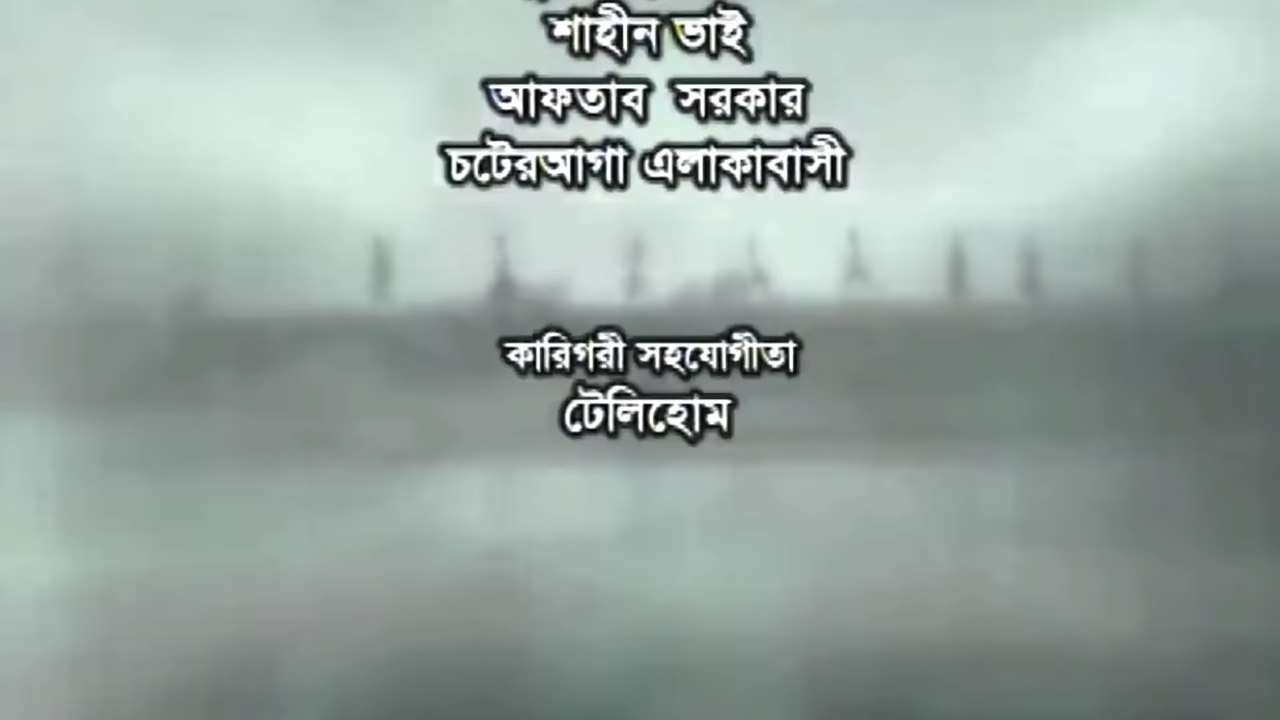 শাহীন ভাই
আফতাব সরকার
চটেরআগা এলাকাবাসী
কারিগরী সহযোগীতা
টেলিহোম